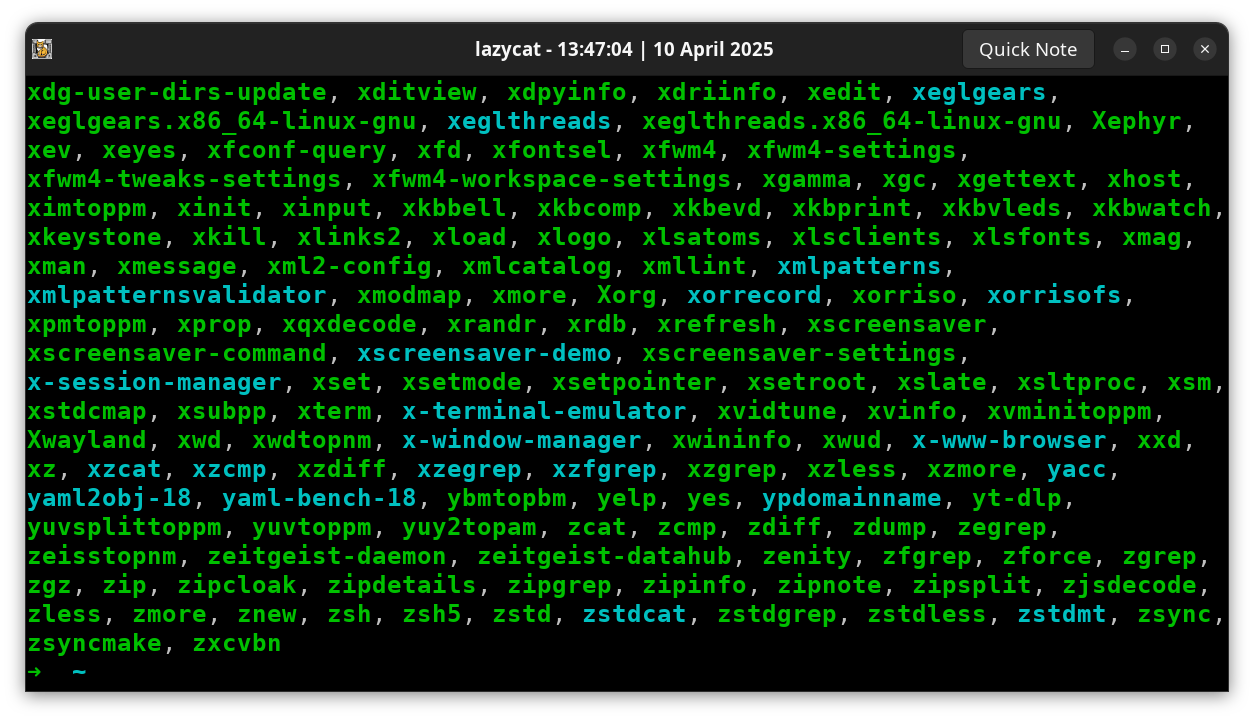 lazycat - 13:47:04 | 10 April 2025
Quick Note
xdg-user-dirs-update, xditview, xdpyinfo, xdriinfo, xedit, xeglgears,
xeglgears.x86_64-linux-gnu, xeglthreads, xeglthreads.x86_64-linux-gnu, Xephyr,
xev, xeyes, xfconf-query, xfd, xfontsel, xfwm4, xfwm4-settings,
xfwm4-tweaks-settings, xfwm4-workspace-settings, xgamma, xgc, xgettext, xhost,
ximtoppm, xinit, xinput, xkbbell, xkbcomp, xkbevd, xkbprint, xkbvleds, xkbwatch,
xkeystone, xkill, xlinks2, xload, xlogo, xlsatoms, xlsclients, xlsfonts, xmag,
xman, xmessage, xml2-config, xmlcatalog, xmllint, xmlpatterns,
xmlpatternsvalidator, xmodmap, xmore, Xorg, xorrecord, xorriso, xorrisofs,
xpmtoppm, xprop, xqxdecode, xrandr, xrdb, xrefresh, xscreensaver,
xscreensaver-command, xscreensaver-demo, xscreensaver-settings,
x-session-manager, xset, xsetmode, xsetpointer, xsetroot, xslate, xsltproc, xsm,
xstdcmap, xsubpp, xterm, x-terminal-emulator, xvidtune, xvinfo, xvminitoppm,
Xwayland, xwd, xwdtopnm, x-window-manager, xwininfo, xwud, x-www-browser, xxd,
xz, xzcat, xzcmp, xzdiff, xzegrep, xzfgrep, xzgrep, xzless, xzmore, yacc,
yaml2obj-18, yaml-bench-18, ybmtopbm, yelp, yes, ypdomainname, yt-dlp,
yuvsplittoppm, yuvtoppm, yuy2topam, zcat, zcmp, zdiff, zdump, zegrep,
zeisstopnm, zeitgeist-daemon, zeitgeist-datahub, zenity, zfgrep, zforce, zgrep,
zgz, zip, zipcloak, zipdetails, zipgrep, zipinfo, zipnote, zipsplit, zjsdecode,
zless, zmore, znew, zsh, zsh5, zstd, zstdcat, zstdgrep, zstdless, zstdmt, zsync,
zsyncmake, zxcvbn
➜  ~